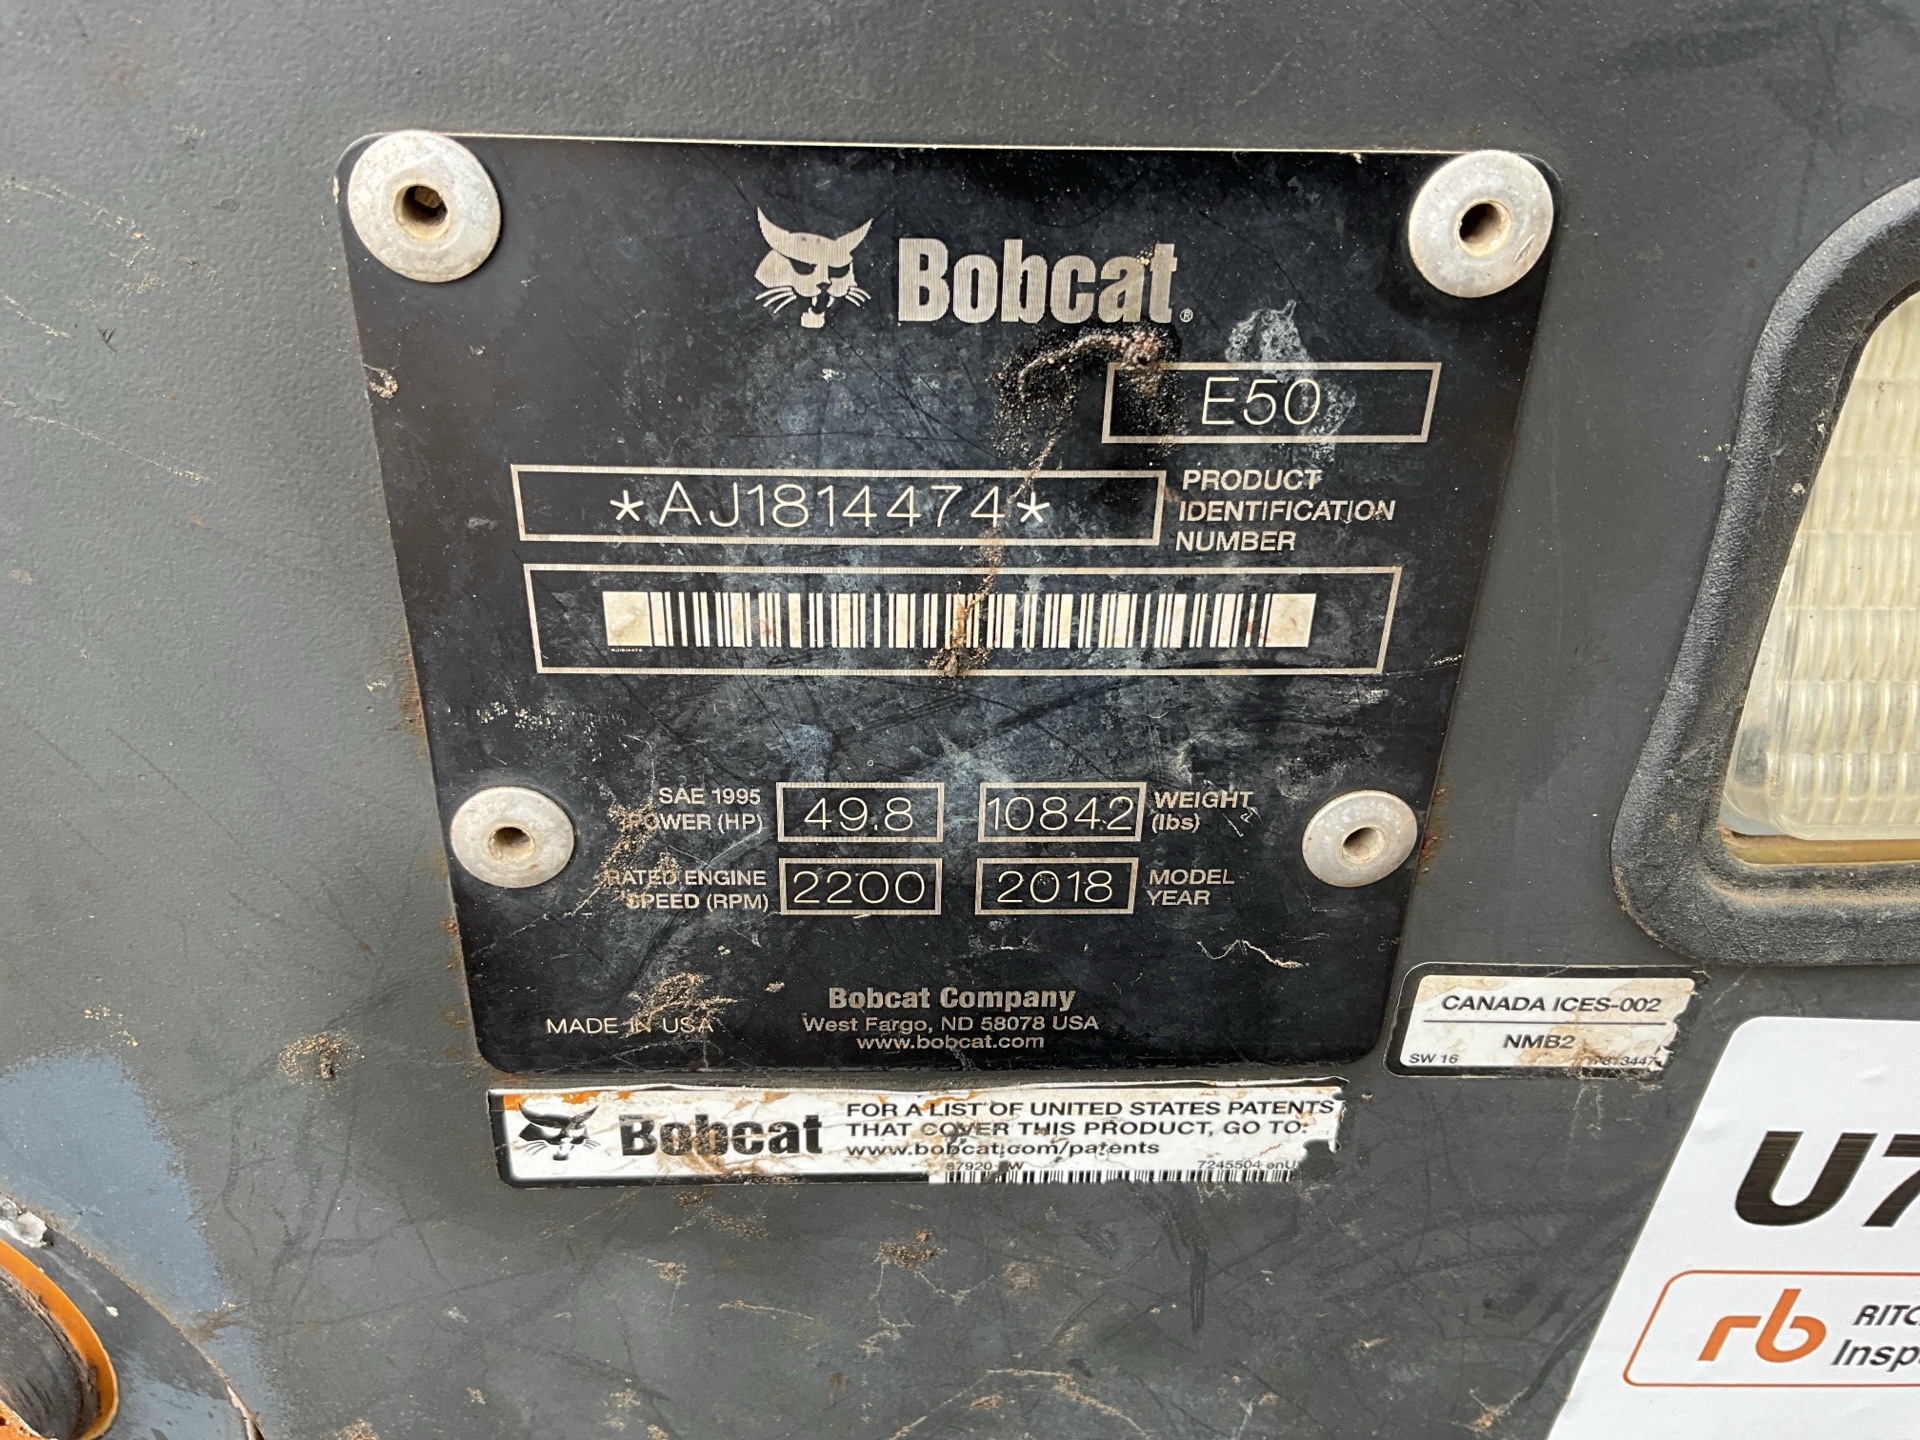 Bobcat®
E50
*AJ1814474*
PRODUCT
IDENTIFICATION
NUMBER
AJ1814474
SAE 1995
POWER (HP)
49.8
10842
WEIGHT
(lbs)
RATED ENGINE
SPEED (RPM)
2200
2018
MODEL
YEAR
MADE IN USA
Bobcat Company
West Fargo, ND 58078 USA
www.bobcat.com
CANADA ICES-002
NMB2
SW 16
Bobcat
FOR A LIST OF UNITED STATES PATENTS
THAT COVER THIS PRODUCT, GO TO:
www.bobcat.com/patents
7245504 enU
U7
rb